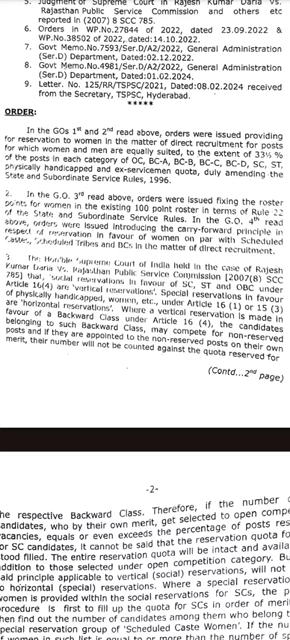 5. Judgment of Supreme Court in Rajesh Kumar Daria Vs.
Rajasthan Public Service Commission and others etc
reported in (2007) 8 SCC 785.
6. Orders in WP.No.27844 of 2022, dated 23.09.2022 &
WP.No.38502 of 2022, dated:14.10.2022.
7. Govt Memo.No.7593/Ser.D/A2/2022, General Administration
(Ser.D) Department, Dated:02.12.2022.
8. Govt Memo.No.4981/Ser.D/A2/2022, General Administration
(Ser.D) Department, Dated:01.02.2024.
9. Letter. No. 125/RR/TSPSC/2021, Dated:08.02.2024 received
from the Secretary, TSPSC, Hyderabad.
*****
ORDER:
In the GOs 1st and 2nd read above, orders were issued providing
for reservation to women in the matter of direct recruitment for posts
for which women and men are equally suited, to the extent of 33⅓ %
of the posts in each category of OC, BC-A, BC-B, BC-C, BC-D, SC, ST,
physically handicapped and ex-servicemen quota, duly amending the
State and Subordinate Service Rules, 1996.
2. In the G.O. 3rd read above, orders were issued fixing the roster
points for women in the existing 100 point roster in terms of Rule 22
of the State and Subordinate Service Rules. In the G.O. 4th read
above, orders were issued introducing the carry-forward principle in
respect of reservation in favour of women on par with Scheduled
Castes, Scheduled Tribes and BCs in the matter of direct recruitment.
3. The Hon'ble Supreme Court of India held in the case of Rajesh
Kumar Daria Vs. Rajasthan Public Service Commission [2007(8) SCC
785] that, 'social reservations in favour of SC, ST and OBC under
Article 16(4) are 'vertical reservations'. Special reservations in favour
of physically handicapped, women, etc., under Article 16 (1) or 15 (3)
are 'horizontal reservations'. Where a vertical reservation is made in
favour of a Backward Class under Article 16 (4), the candidates
belonging to such Backward Class, may compete for non-reserved
posts and if they are appointed to the non-reserved posts on their own
merit, their number will not be counted against the quota reserved for
(Contd...2nd page)
-2-
he respective Backward Class. Therefore, if the number
andidates, who by their own merit, get selected to open comp
vacancies, equals or even exceeds the percentage of posts res
or SC candidates, it cannot be said that the reservation quota fo
tood filled. The entire reservation quota will be intact and availa
ddition to those selected under open competition category. Bu
aid principle applicable to vertical (social) reservations, will not
o horizontal (special) reservations. Where a special reservatio
omen is provided within the social reservations for SCs, the p
rocedure is first to fill up the quota for SCs in order of meri
hen find out the number of candidates among them who belong t
pecial reservation group of 'Scheduled Caste Women'. If the nu
f women in such list is equal to or more than the number of s